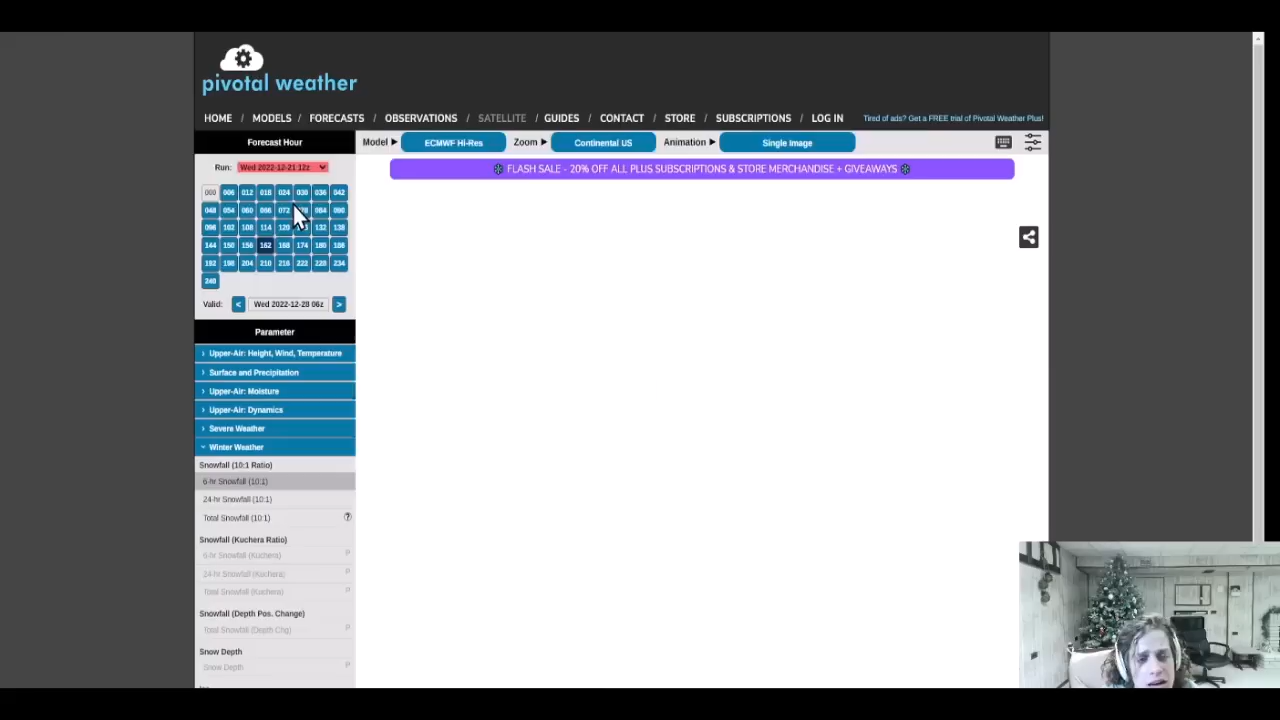 pivotal weather
HOME / MODELS / FORECASTS / OBSERVATIONS / SATELLITE / GUIDES / CONTACT / STORE / SUBSCRIPTIONS / LOG IN
Tired of ads? Get a FREE trial of Pivotal Weather Plus!
Forecast Hour
Model ECMWF Hi-Res Zoom Continental US Animation Single Image
Run: Wed 2022-12-21 12z
FLASH SALE - 20% OFF ALL PLUS SUBSCRIPTIONS & STORE MERCHANDISE + GIVEAWAYS
000 006 012 018 024 030 036 042
048 054 060 066 072 084 090
096 102 108 114 120 132 138
144 150 156 162 168 174 180 186
192 198 204 210 216 222 228 234
240
Valid: < Wed 2022-12-28 06z >
Parameter
› Upper-Air: Height, Wind, Temperature
› Surface and Precipitation
› Upper-Air: Moisture
› Upper-Air: Dynamics
› Severe Weather
Winter Weather
Snowfall (10:1 Ratio)
6-hr Snowfall (10:1)
24-hr Snowfall (10:1)
Total Snowfall (10:1) ?
Snowfall (Kuchera Ratio)
6-hr Snowfall (Kuchera) P
24-hr Snowfall (Kuchera) P
Total Snowfall (Kuchera) P
Snowfall (Depth Pos. Change)
Total Snowfall (Depth Chg) P
Snow Depth
Snow Depth P